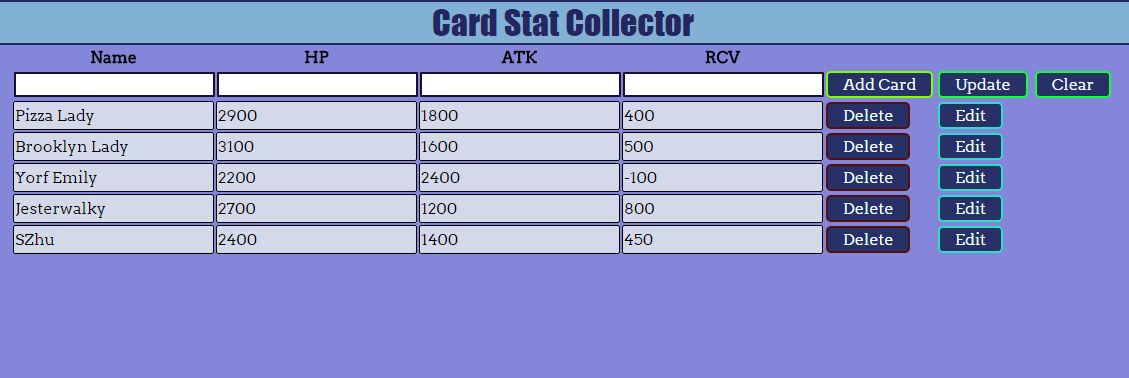 Card Stat Collector
Name HP ATK RCV
Add Card Update Clear
Pizza Lady 2900 1800 400 Delete Edit
Brooklyn Lady 3100 1600 500 Delete Edit
Yorf Emily 2200 2400 -100 Delete Edit
Jesterwalky 2700 1200 800 Delete Edit
SZhu 2400 1400 450 Delete Edit